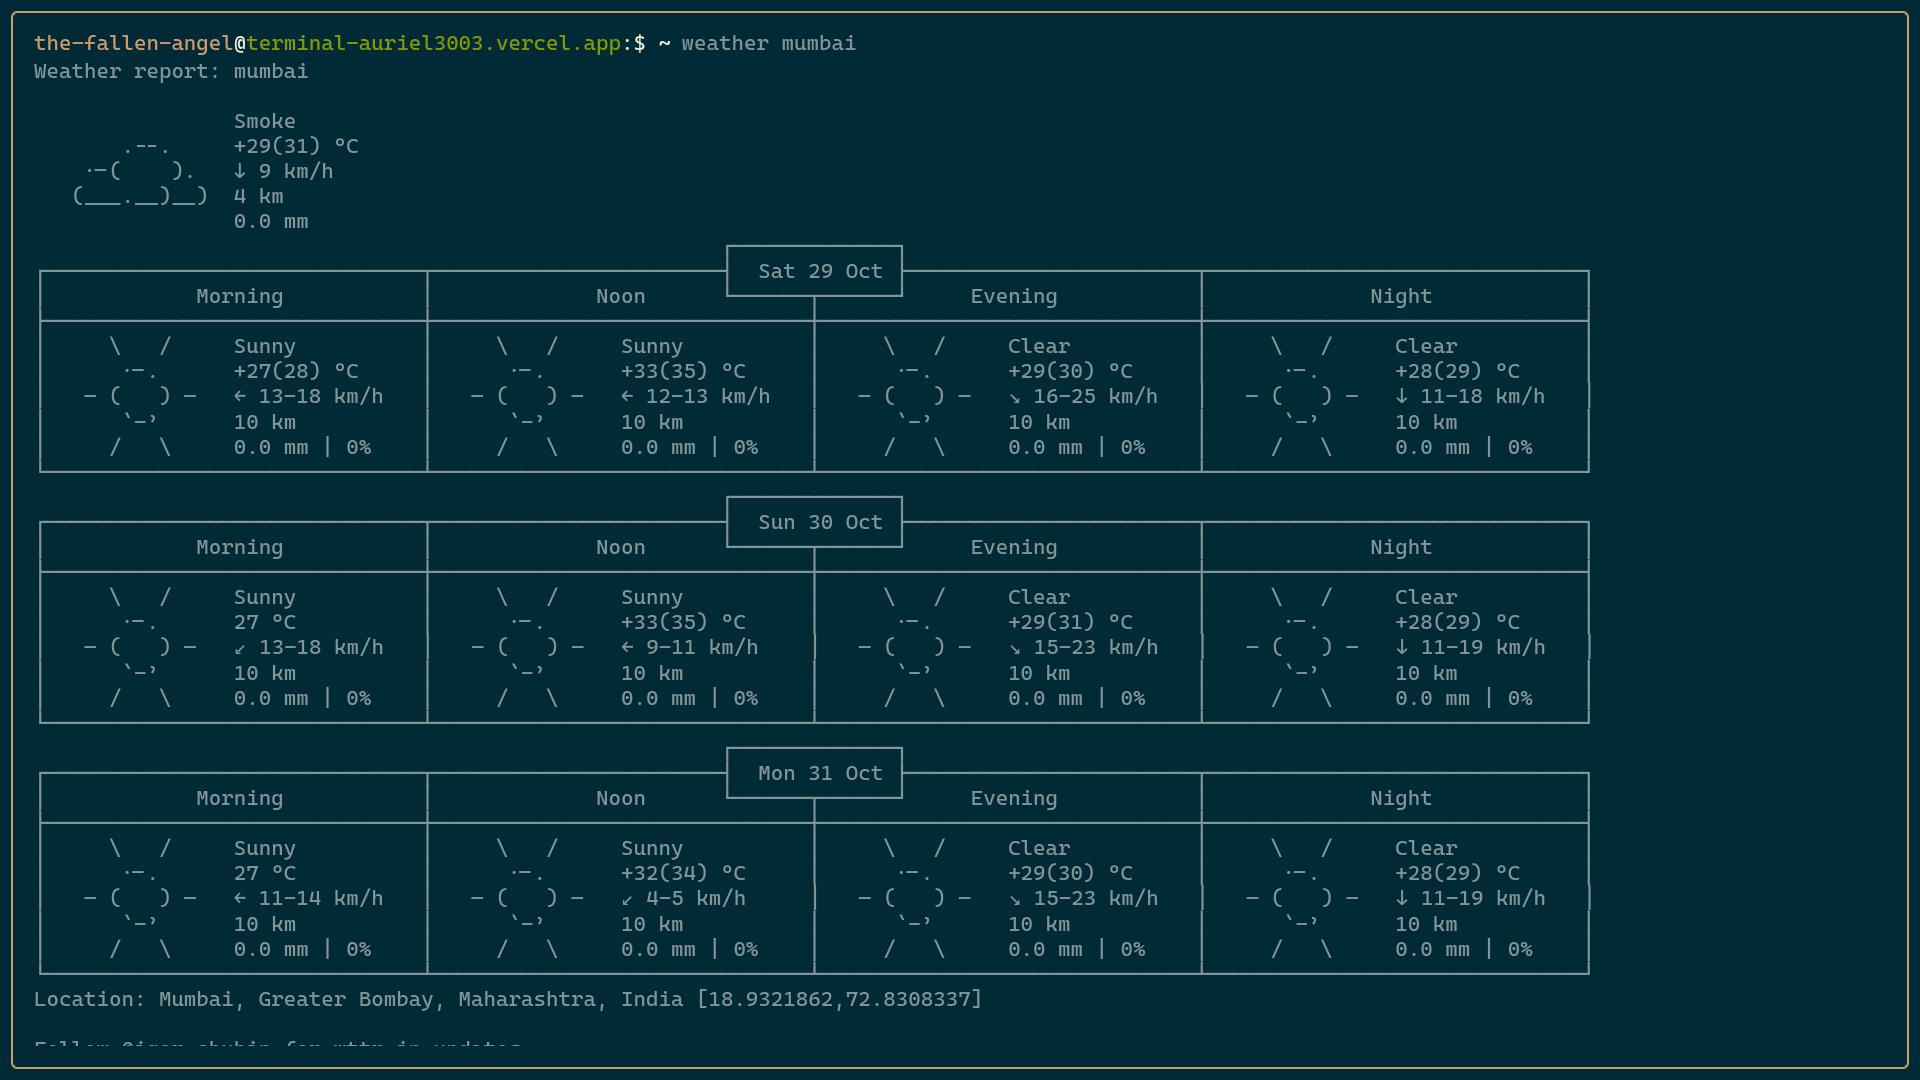 the-fallen-angel@terminal-auriel3003.vercel.app:$ ~ weather mumbai
Weather report: mumbai
Smoke
+29(31) °C
↓ 9 km/h
4 km
0.0 mm
Sat 29 Oct
Morning Noon Evening Night
Sunny Sunny Clear Clear
+27(28) °C +33(35) °C +29(30) °C +28(29) °C
← 13-18 km/h ← 12-13 km/h ↘ 16-25 km/h ↓ 11-18 km/h
10 km 10 km 10 km 10 km
0.0 mm | 0% 0.0 mm | 0% 0.0 mm | 0% 0.0 mm | 0%
Sun 30 Oct
Morning Noon Evening Night
Sunny Sunny Clear Clear
27 °C +33(35) °C +29(31) °C +28(29) °C
↙ 13-18 km/h ← 9-11 km/h ↘ 15-23 km/h ↓ 11-19 km/h
10 km 10 km 10 km 10 km
0.0 mm | 0% 0.0 mm | 0% 0.0 mm | 0% 0.0 mm | 0%
Mon 31 Oct
Morning Noon Evening Night
Sunny Sunny Clear Clear
27 °C +32(34) °C +29(30) °C +28(29) °C
← 11-14 km/h ↙ 4-5 km/h ↘ 15-23 km/h ↓ 11-19 km/h
10 km 10 km 10 km 10 km
0.0 mm | 0% 0.0 mm | 0% 0.0 mm | 0% 0.0 mm | 0%
Location: Mumbai, Greater Bombay, Maharashtra, India [18.9321862,72.8308337]